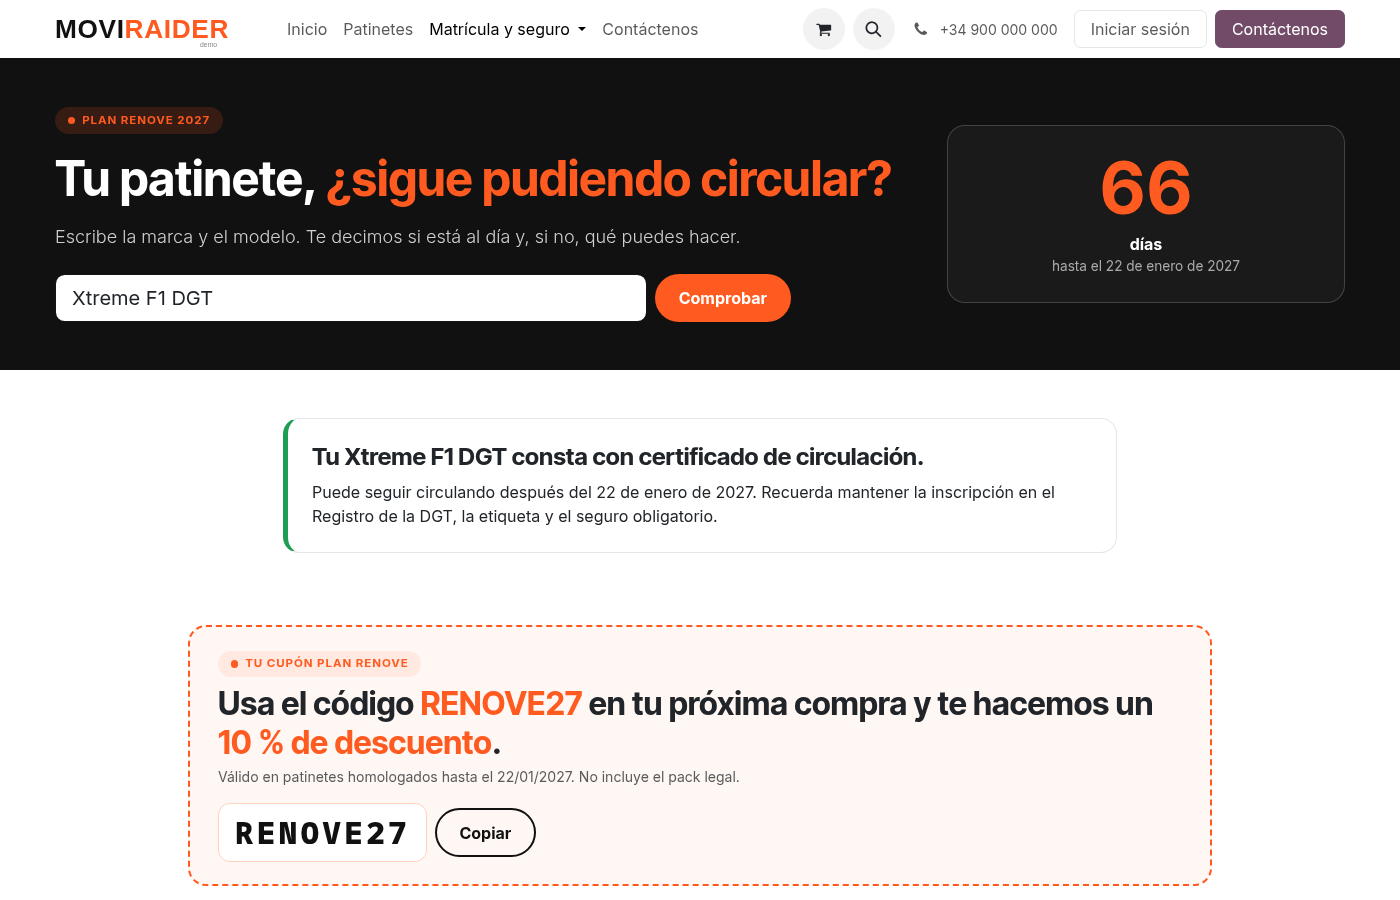 MOVIRAIDER
demo
Inicio
Patinetes
Matrícula y seguro
Contáctenos
+34 900 000 000
Iniciar sesión
Contáctenos
PLAN RENOVE 2027
Tu patinete, ¿sigue pudiendo circular?
Escribe la marca y el modelo. Te decimos si está al día y, si no, qué puedes hacer.
Xtreme F1 DGT
Comprobar
66
días
hasta el 22 de enero de 2027
Tu Xtreme F1 DGT consta con certificado de circulación.
Puede seguir circulando después del 22 de enero de 2027. Recuerda mantener la inscripción en el
Registro de la DGT, la etiqueta y el seguro obligatorio.
TU CUPÓN PLAN RENOVE
Usa el código RENOVE27 en tu próxima compra y te hacemos un
10 % de descuento.
Válido en patinetes homologados hasta el 22/01/2027. No incluye el pack legal.
RENOVE27
Copiar